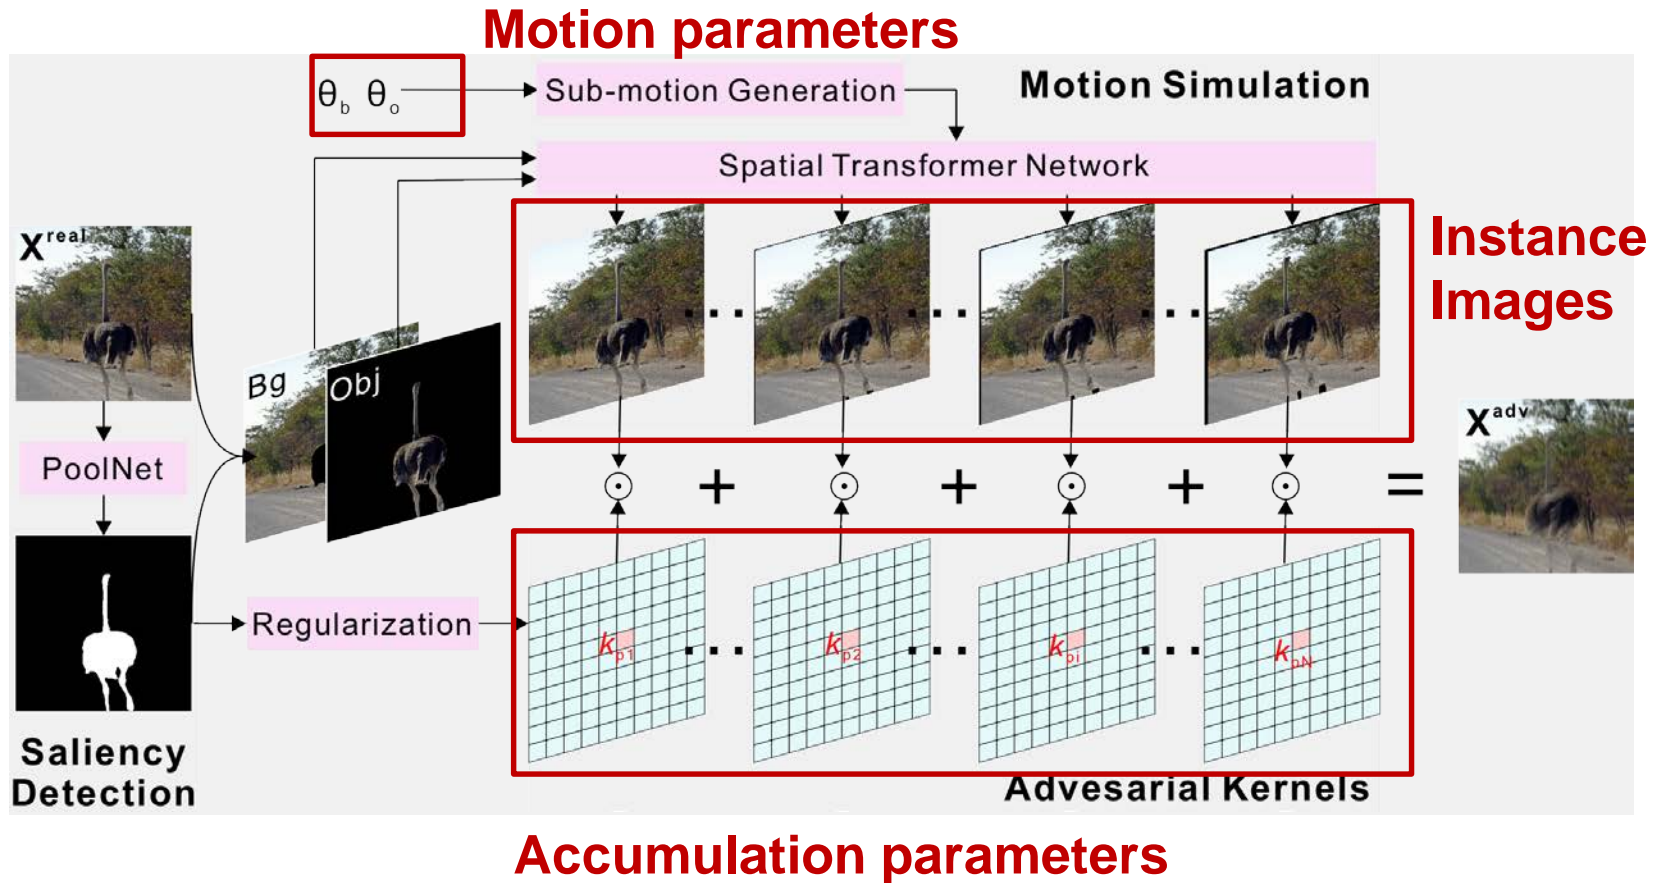 Motion parameters
θb θo
Sub-motion Generation
Motion Simulation
Spatial Transformer Network
Xreal
Instance
Images
Bg
Obj
Xadv
PoolNet
+ + + =
Regularization
kp1
...
kp2
...
kpi
...
kpN
Saliency
Detection
Advesarial Kernels
Accumulation parameters